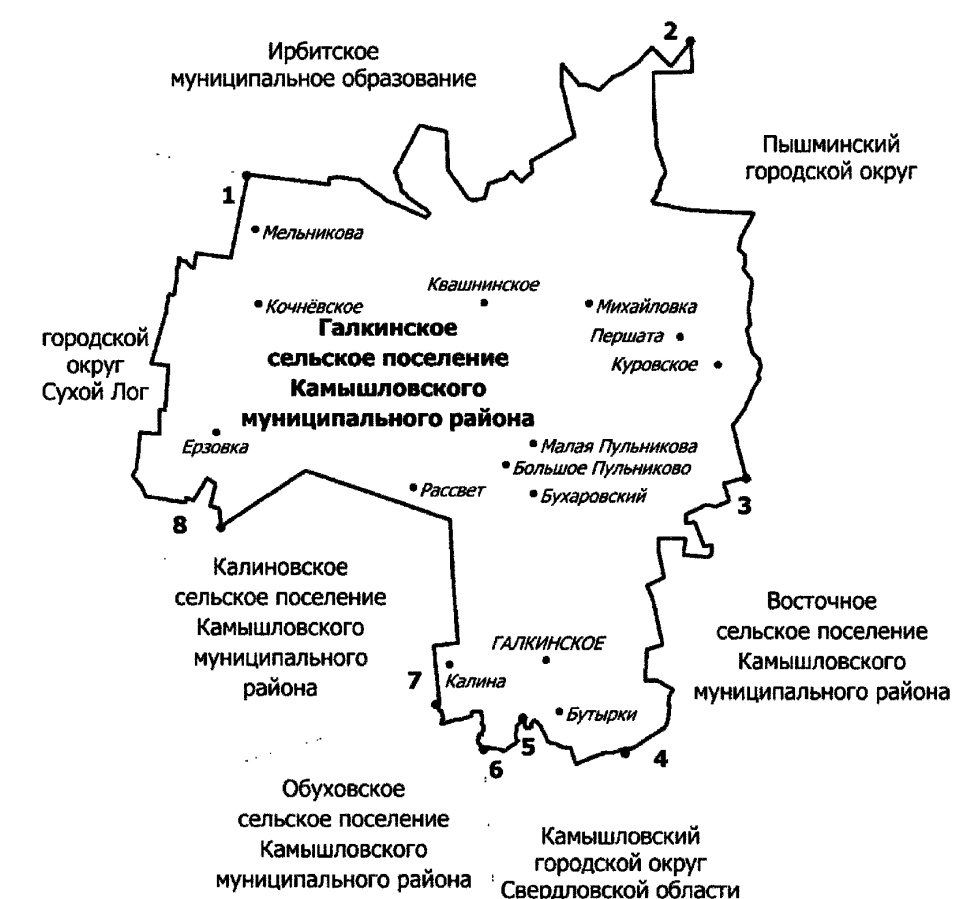 2
Ирбитское
муниципальное образование
Пышминский
городской округ
1
Мельникова
Квашнинское
Кочнёвское
Михайловка
Галкинское
сельское поселение
Камышловского
муниципального района
Першата
Куровское
городской
округ
Сухой Лог
Ерзовка
Малая Пульникова
Большое Пульниково
Рассвет
Бухаровский
3
8
Калиновское
сельское поселение
Камышловского
муниципального
района
Восточное
сельское поселение
Камышловского
муниципального района
ГАЛКИНСКОЕ
7
Калина
Бутырки
5
4
6
Обуховское
сельское поселение
Камышловского
муниципального района
Камышловский
городской округ
Свердловской области